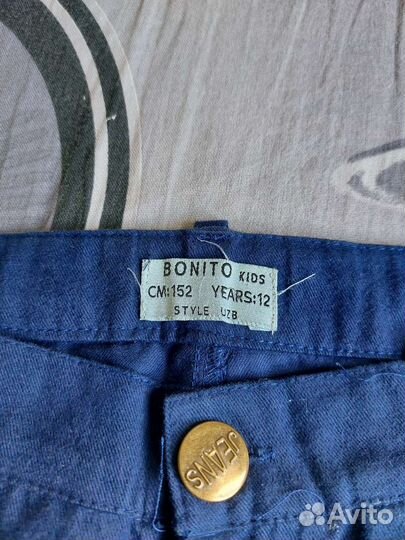 BONITO KIDS
CM:152 YEARS:12
STYLE UZB
JEANS
Avito